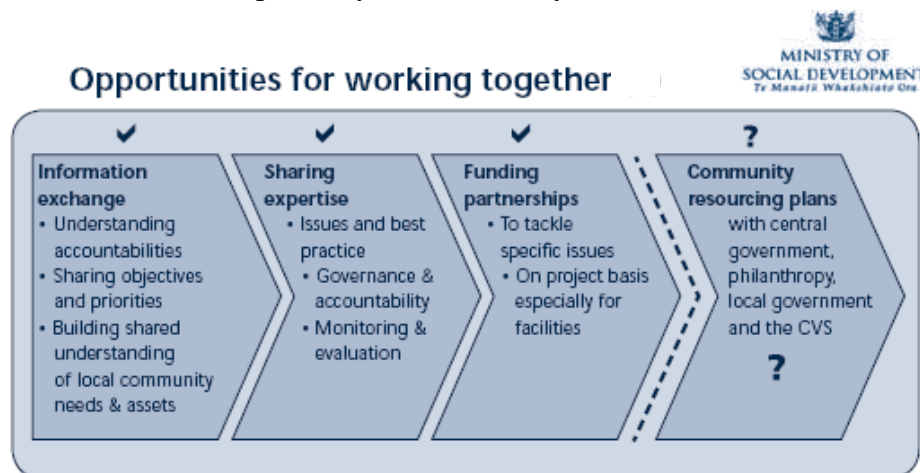 MINISTRY OF
SOCIAL DEVELOPMENT
Te Manatū Whakahiato Ora
Opportunities for working together
✓
✓
✓
?
Information
exchange
• Understanding
accountabilities
• Sharing objectives
and priorities
• Building shared
understanding
of local community
needs & assets
Sharing
expertise
• Issues and best
practice
• Governance &
accountability
• Monitoring &
evaluation
Funding
partnerships
• To tackle
specific issues
• On project basis
especially for
facilities
Community
resourcing plans
with central
government,
philanthropy,
local government
and the CVS
?